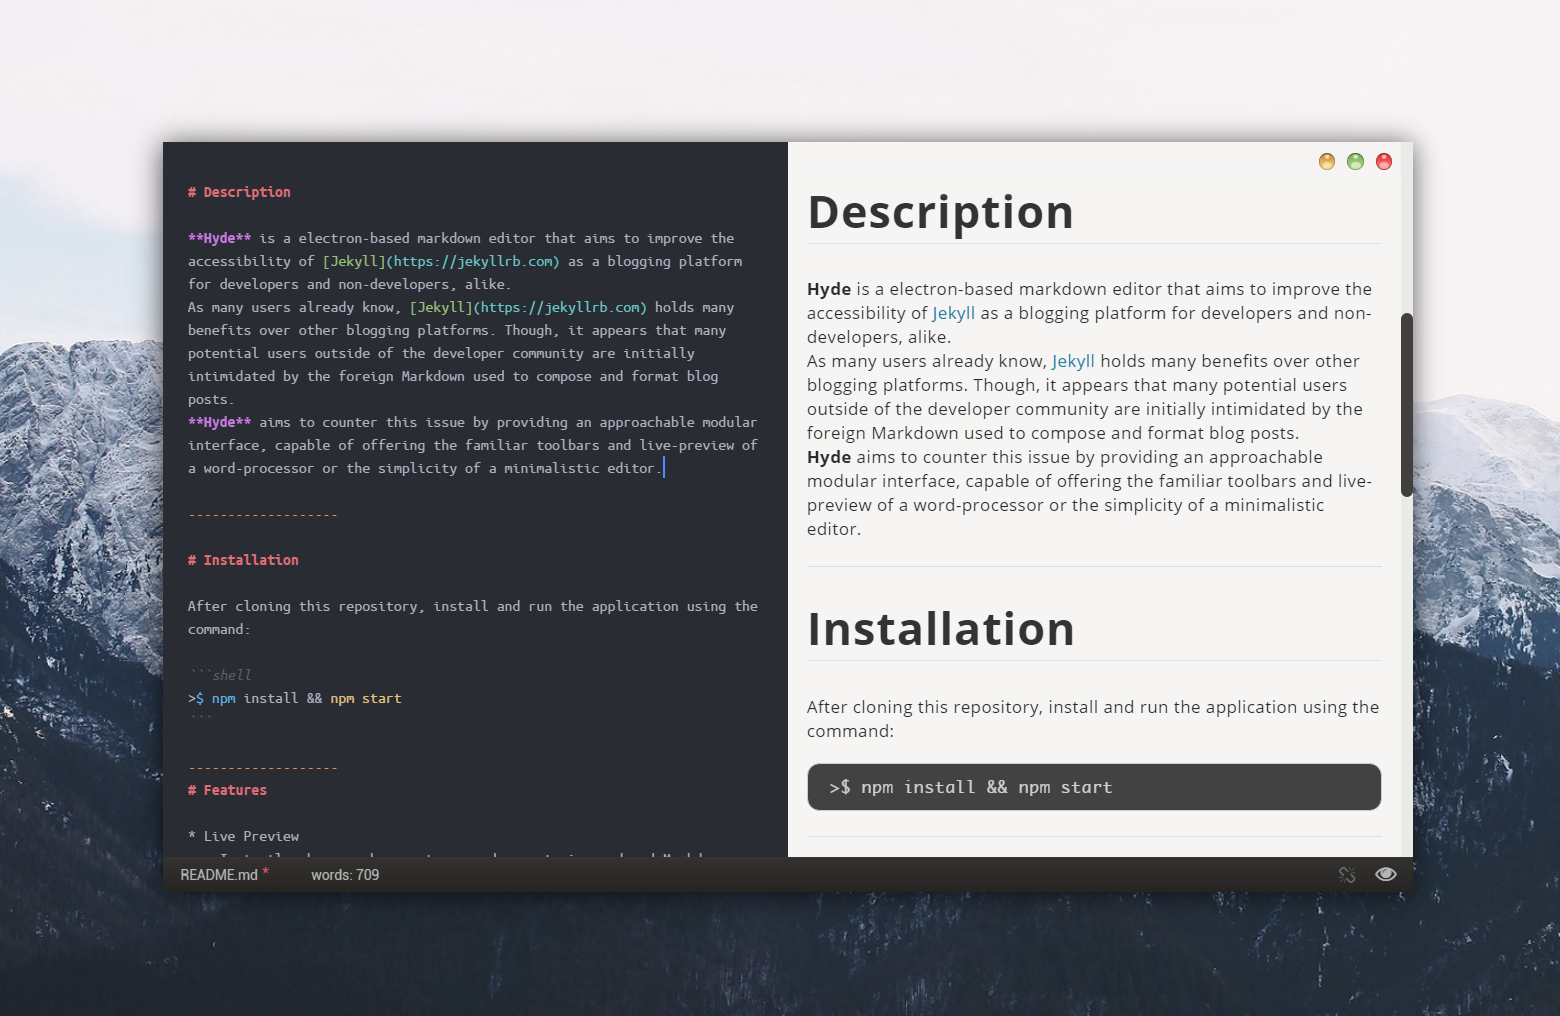 # Description
**Hyde** is a electron-based markdown editor that aims to improve the
accessibility of [Jekyll](https://jekyllrb.com) as a blogging platform
for developers and non-developers, alike.
As many users already know, [Jekyll](https://jekyllrb.com) holds many
benefits over other blogging platforms. Though, it appears that many
potential users outside of the developer community are initially
intimidated by the foreign Markdown used to compose and format blog
posts.
**Hyde** aims to counter this issue by providing an approachable modular
interface, capable of offering the familiar toolbars and live-preview of
a word-processor or the simplicity of a minimalistic editor.
-------------------
# Installation
After cloning this repository, install and run the application using the
command:
```shell
>$ npm install && npm start
```
-------------------
# Features
* Live Preview
Description
Hyde is a electron-based markdown editor that aims to improve the
accessibility of Jekyll as a blogging platform for developers and non-
developers, alike.
As many users already know, Jekyll holds many benefits over other
blogging platforms. Though, it appears that many potential users
outside of the developer community are initially intimidated by the
foreign Markdown used to compose and format blog posts.
Hyde aims to counter this issue by providing an approachable
modular interface, capable of offering the familiar toolbars and live-
preview of a word-processor or the simplicity of a minimalistic
editor.
Installation
After cloning this repository, install and run the application using the
command:
>$ npm install && npm start
README.md * words: 709